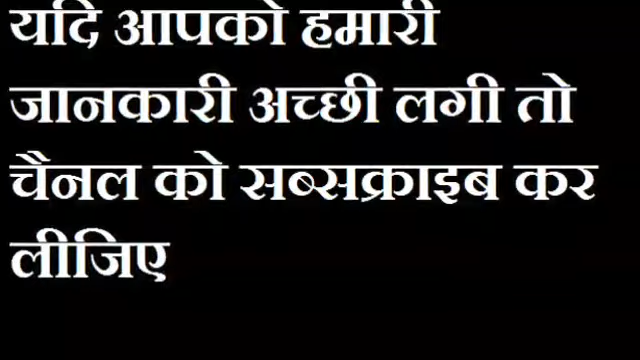 यदि आपको हमारी
जानकारी अच्छी लगी तो
चैनल को सब्सक्राइब कर
लीजिए